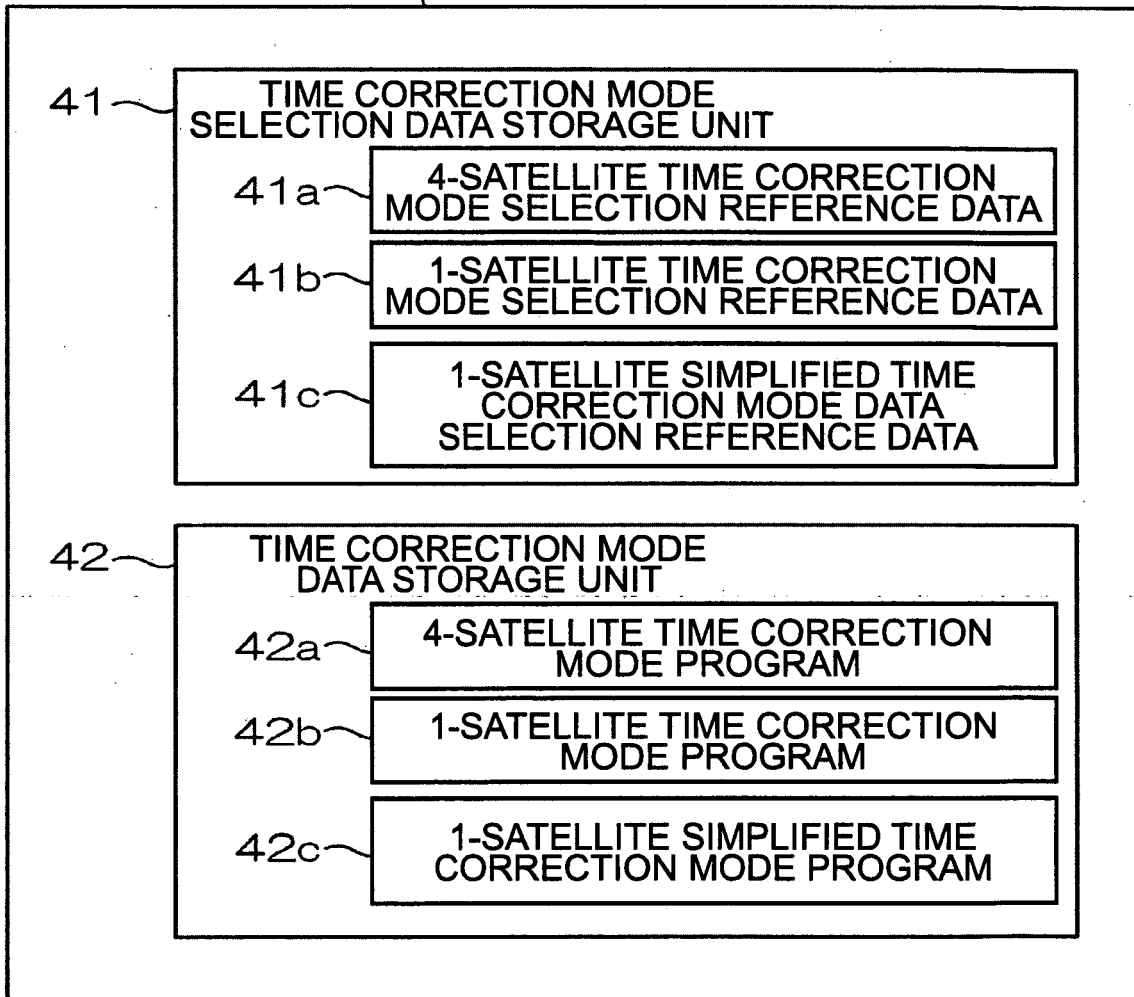 41
TIME CORRECTION MODE
SELECTION DATA STORAGE UNIT
41a
4-SATELLITE TIME CORRECTION
MODE SELECTION REFERENCE DATA
41b
1-SATELLITE TIME CORRECTION
MODE SELECTION REFERENCE DATA
41c
1-SATELLITE SIMPLIFIED TIME
CORRECTION MODE DATA
SELECTION REFERENCE DATA
42
TIME CORRECTION MODE
DATA STORAGE UNIT
42a
4-SATELLITE TIME CORRECTION
MODE PROGRAM
42b
1-SATELLITE TIME CORRECTION
MODE PROGRAM
42c
1-SATELLITE SIMPLIFIED TIME
CORRECTION MODE PROGRAM